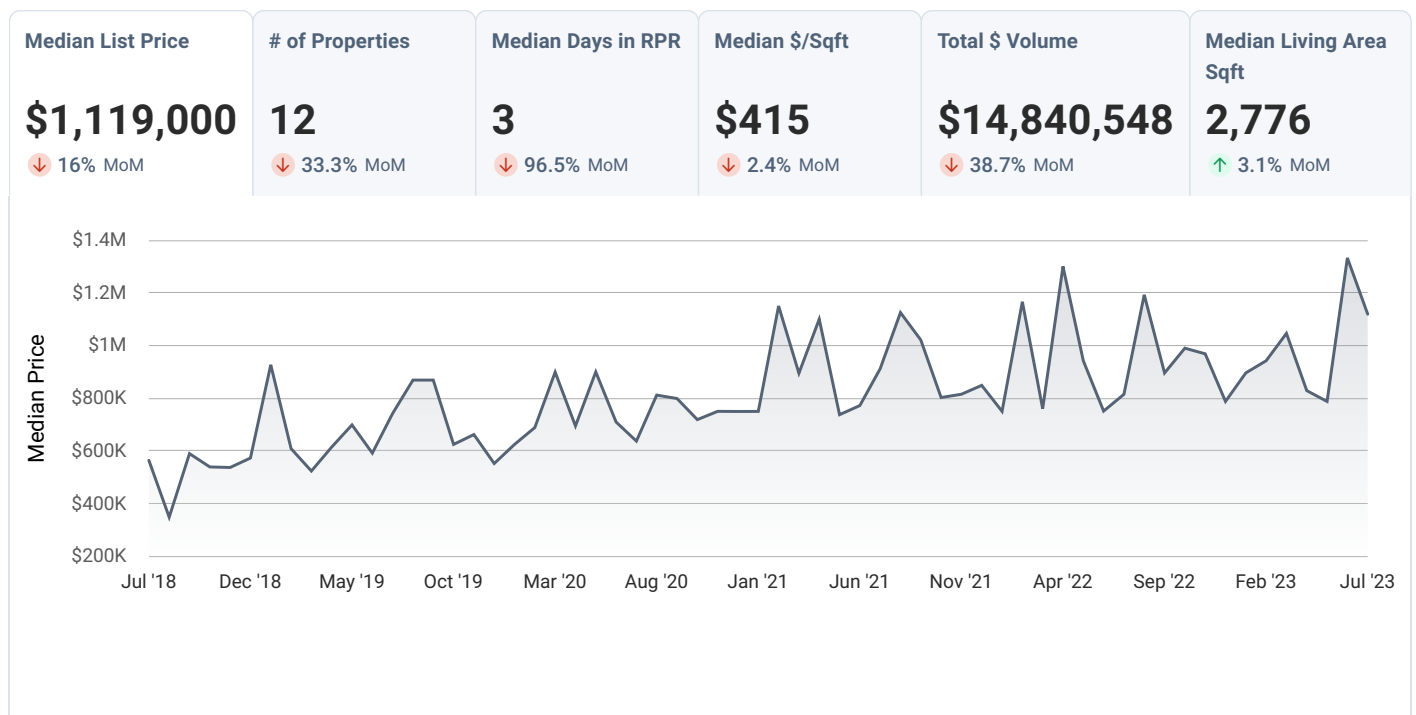 Median List Price
$1,119,000
16% MoM
# of Properties
12
33.3% MoM
Median Days in RPR
3
96.5% MoM
Median $/Sqft
$415
2.4% MoM
Total $ Volume
$14,840,548
38.7% MoM
Median Living Area
Sqft
2,776
3.1% MoM
Median Price
$1.4M
$1.2M
$1M
$800K
$600K
$400K
$200K
Jul '18 Dec '18 May '19 Oct '19 Mar '20 Aug '20 Jan '21 Jun '21 Nov '21 Apr '22 Sep '22 Feb '23 Jul '23